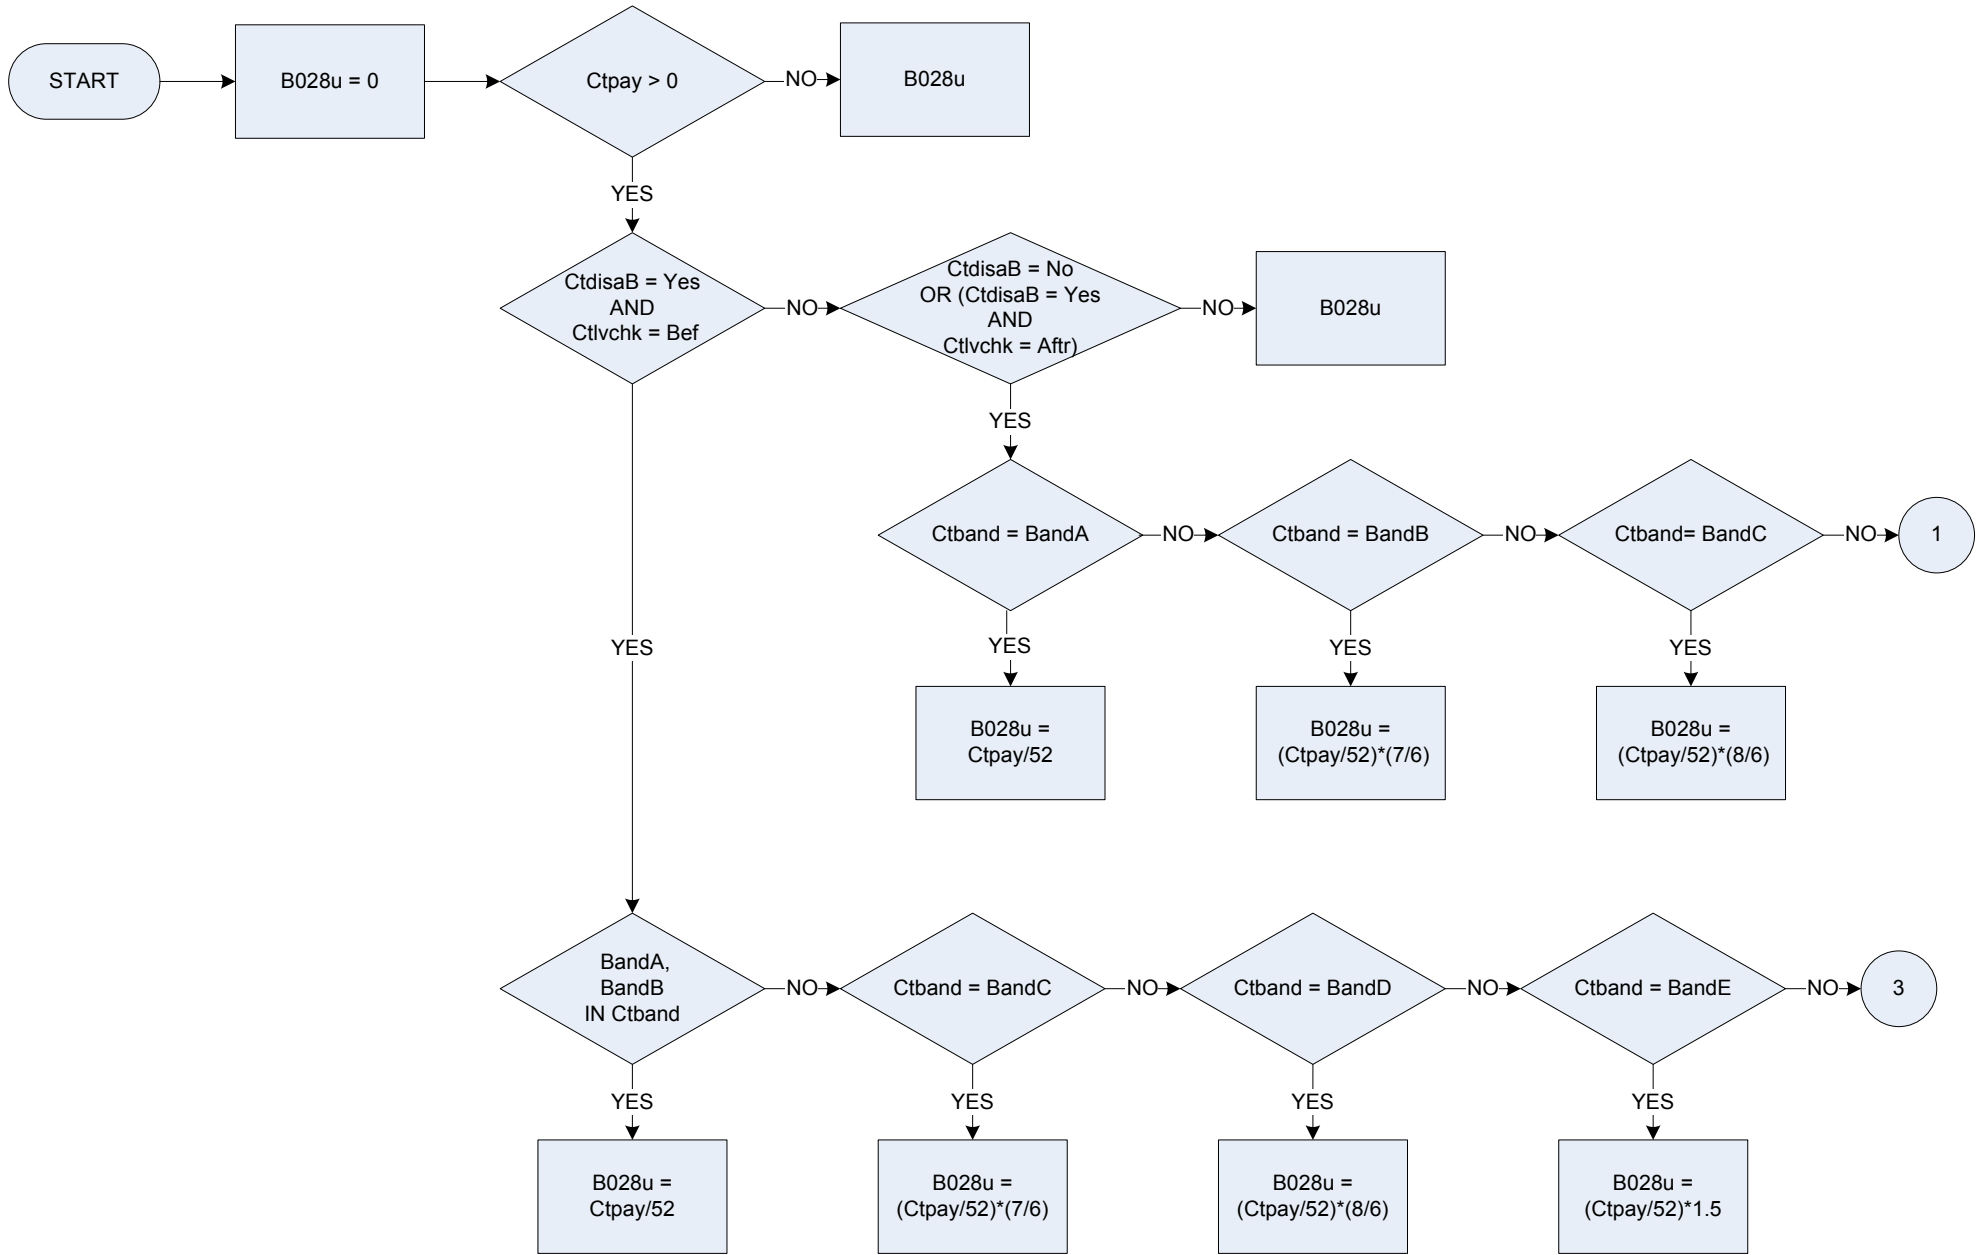 START
B028u = 0
Ctpay > 0
NO
B028u
YES
CtdisaB = Yes
AND
Ctlvchk = Bef
NO
CtdisaB = No
OR (CtdisaB = Yes
AND
Ctlvchk = Aftr)
NO
B028u
YES
Ctband = BandA
NO
Ctband = BandB
NO
Ctband= BandC
NO
1
YES
YES
YES
YES
B028u =
Ctpay/52
B028u =
(Ctpay/52)*(7/6)
B028u =
(Ctpay/52)*(8/6)
BandA,
BandB
IN Ctband
NO
Ctband = BandC
NO
Ctband = BandD
NO
Ctband = BandE
NO
3
YES
YES
YES
YES
B028u =
Ctpay/52
B028u =
(Ctpay/52)*(7/6)
B028u =
(Ctpay/52)*(8/6)
B028u =
(Ctpay/52)*1.5